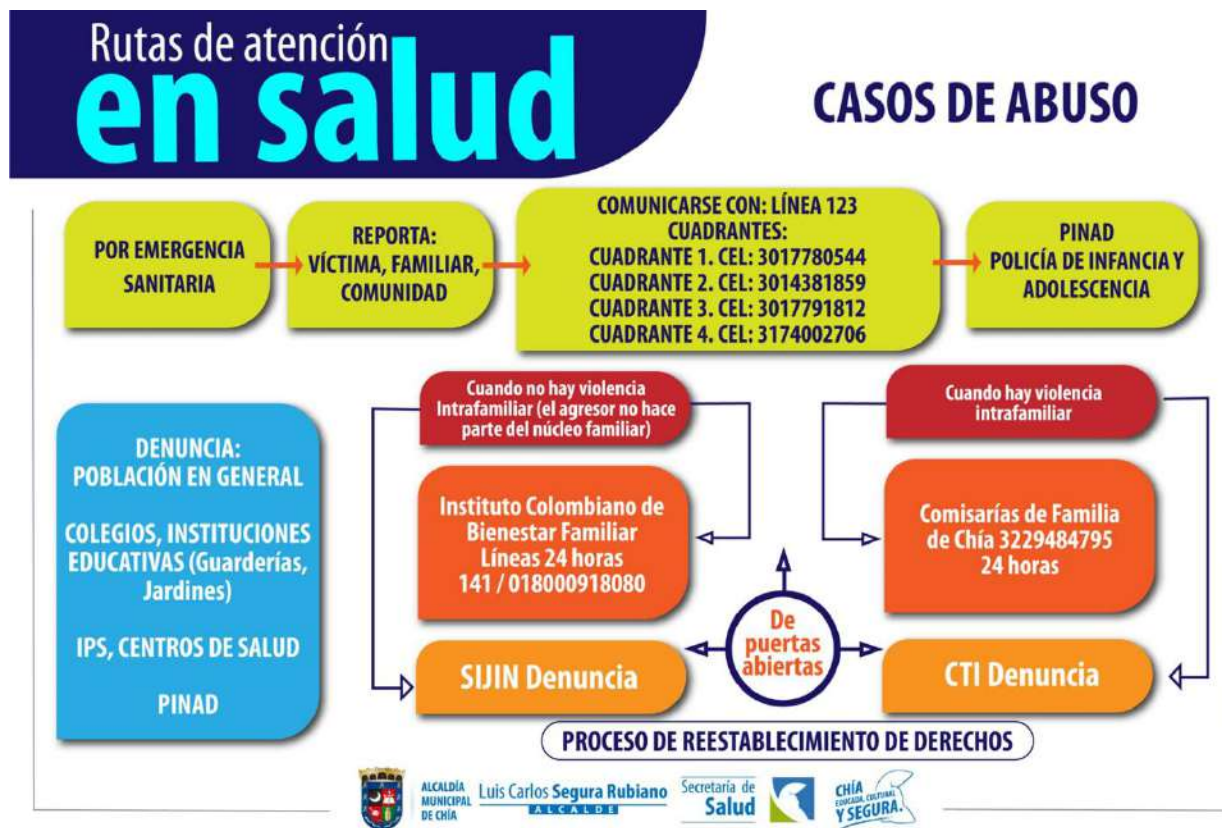 Rutas de atención
en salud
CASOS DE ABUSO
POR EMERGENCIA
SANITARIA
REPORTA:
VÍCTIMA, FAMILIAR,
COMUNIDAD
COMUNICARSE CON: LÍNEA 123
CUADRANTES:
CUADRANTE 1. CEL: 3017780544
CUADRANTE 2. CEL: 3014381859
CUADRANTE 3. CEL: 3017791812
CUADRANTE 4. CEL: 3174002706
PINAD
POLICÍA DE INFANCIA Y
ADOLESCENCIA
DENUNCIA:
POBLACIÓN EN GENERAL
COLEGIOS, INSTITUCIONES
EDUCATIVAS (Guarderías,
Jardines)
IPS, CENTROS DE SALUD
PINAD
Cuando no hay violencia
Intrafamiliar (el agresor no hace
parte del núcleo familiar)
Instituto Colombiano de
Bienestar Familiar
Líneas 24 horas
141 / 018000918080
SIJIN Denuncia
De
puertas
abiertas
Cuando hay violencia
intrafamiliar
Comisarías de Familia
de Chía 3229484795
24 horas
CTI Denuncia
PROCESO DE REESTABLECIMIENTO DE DERECHOS
ALCALDÍA
MUNICIPAL
DE CHÍA
Luis Carlos Segura Rubiano
ALCALDE
Secretaría de
Salud
CHÍA
EDUCADA, CULTURAL
Y SEGURA.